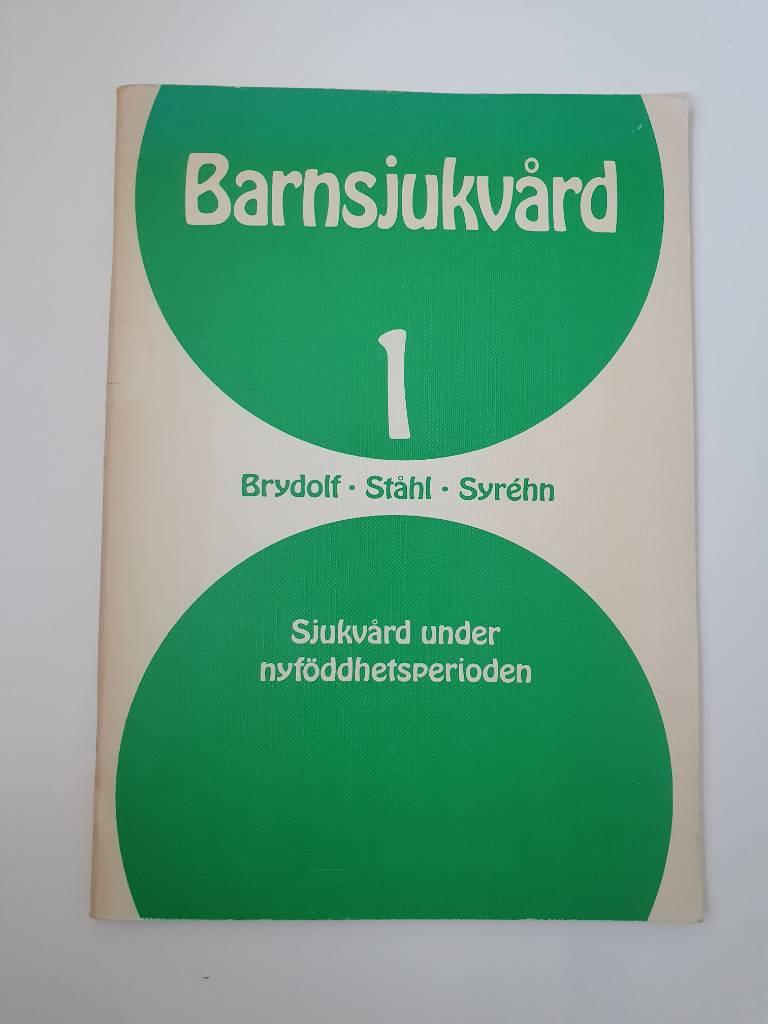 Barnsjukvård
1
Brydolf · Ståhl · Syréhn
Sjukvård under
nyföddhetsperioden